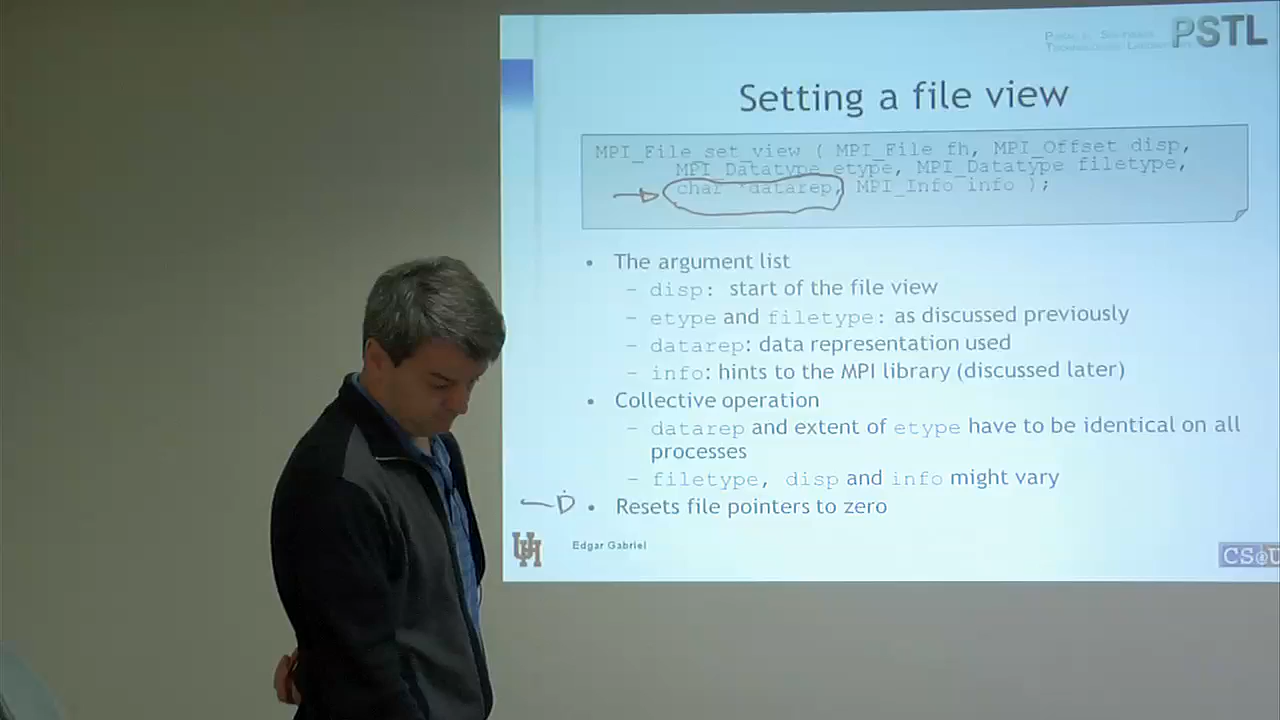 PSTL
Setting a file view
MPI_File_set_view ( MPI_File fh, MPI_Offset disp,
MPI_Datatype etype, MPI_Datatype filetype,
char *datarep, MPI_Info info );
• The argument list
– disp: start of the file view
– etype and filetype: as discussed previously
– datarep: data representation used
– info: hints to the MPI library (discussed later)
• Collective operation
– datarep and extent of etype have to be identical on all
processes
– filetype, disp and info might vary
• Resets file pointers to zero
UH
Edgar Gabriel
CS@U